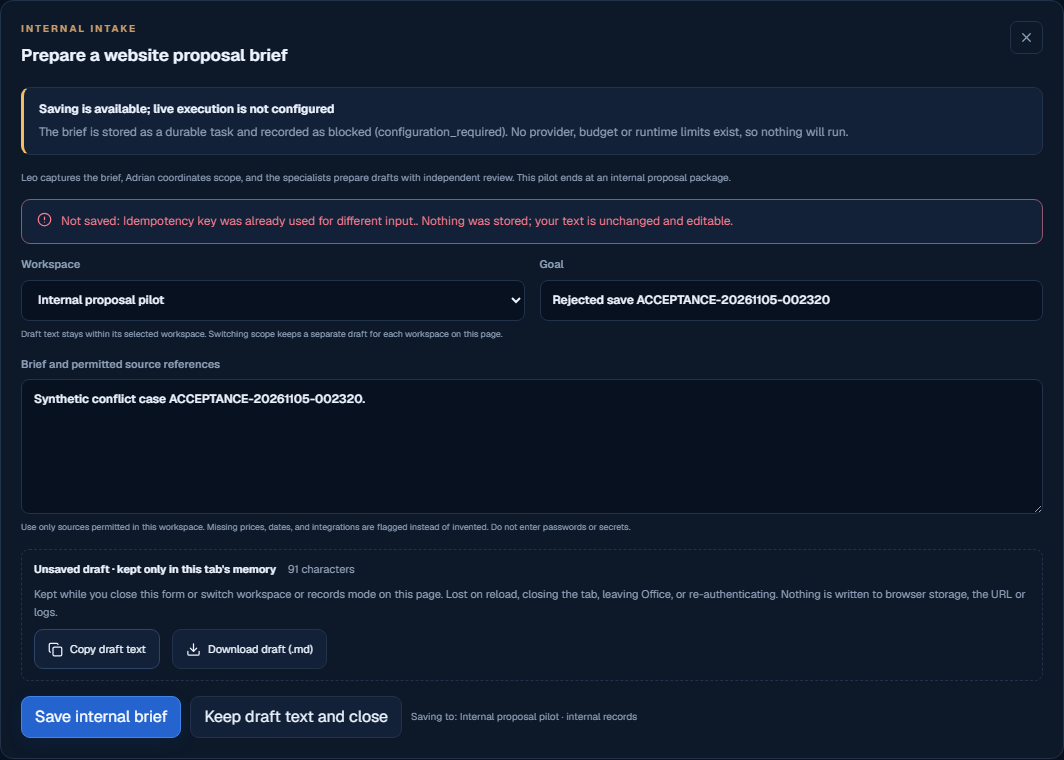 INTERNAL INTAKE
Prepare a website proposal brief
Saving is available; live execution is not configured
The brief is stored as a durable task and recorded as blocked (configuration_required). No provider, budget or runtime limits exist, so nothing will run.
Leo captures the brief, Adrian coordinates scope, and the specialists prepare drafts with independent review. This pilot ends at an internal proposal package.
Not saved: Idempotency key was already used for different input.. Nothing was stored; your text is unchanged and editable.
Workspace
Goal
Internal proposal pilot
Rejected save ACCEPTANCE-20261105-002320
Draft text stays within its selected workspace. Switching scope keeps a separate draft for each workspace on this page.
Brief and permitted source references
Synthetic conflict case ACCEPTANCE-20261105-002320.
Use only sources permitted in this workspace. Missing prices, dates, and integrations are flagged instead of invented. Do not enter passwords or secrets.
Unsaved draft · kept only in this tab's memory 91 characters
Kept while you close this form or switch workspace or records mode on this page. Lost on reload, closing the tab, leaving Office, or re-authenticating. Nothing is written to browser storage, the URL or
logs.
Copy draft text
Download draft (.md)
Save internal brief
Keep draft text and close
Saving to: Internal proposal pilot · internal records